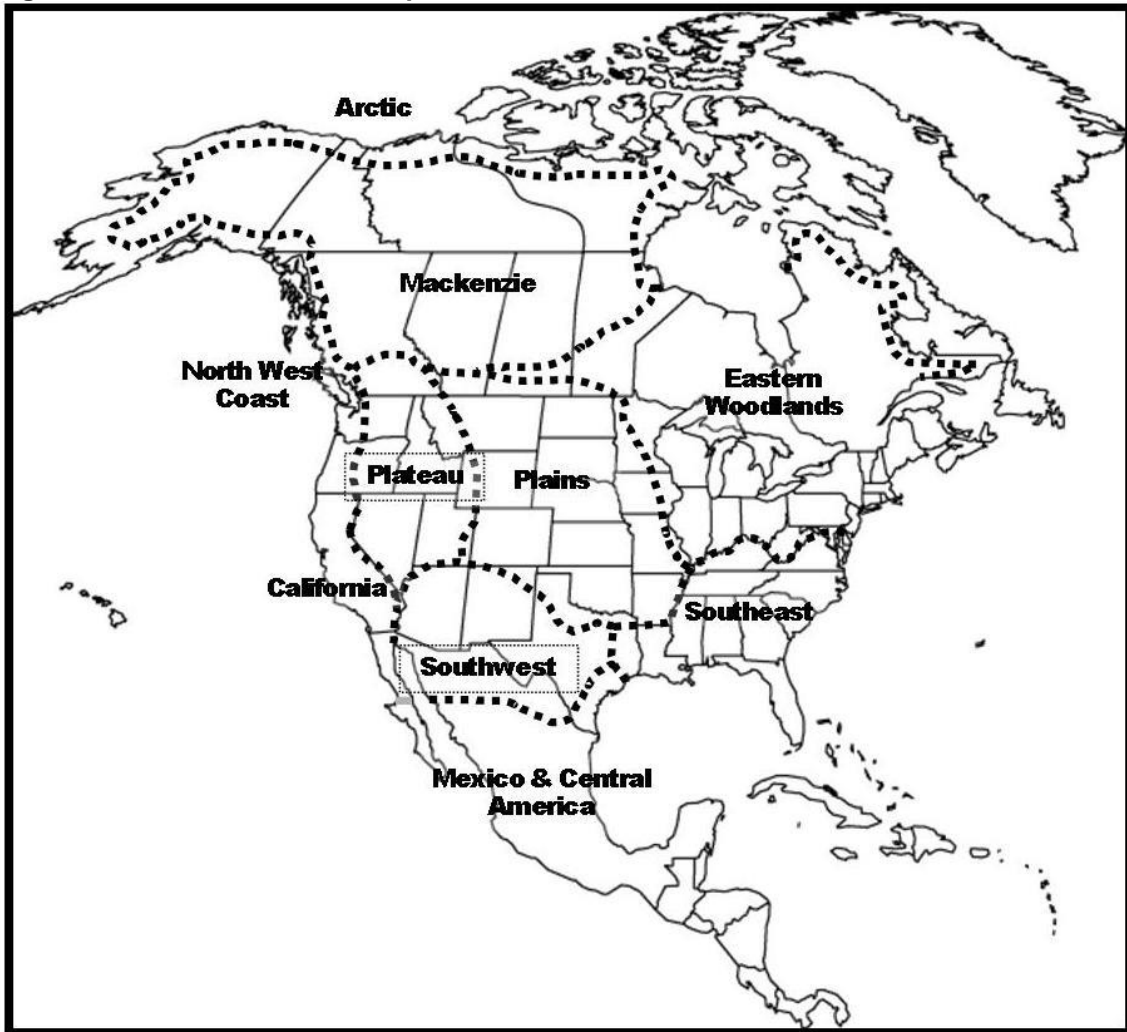 Arctic
Mackenzie
North West
Coast
Eastern
Woodlands
Plateau
Plains
California
Southeast
Southwest
Mexico & Central
America